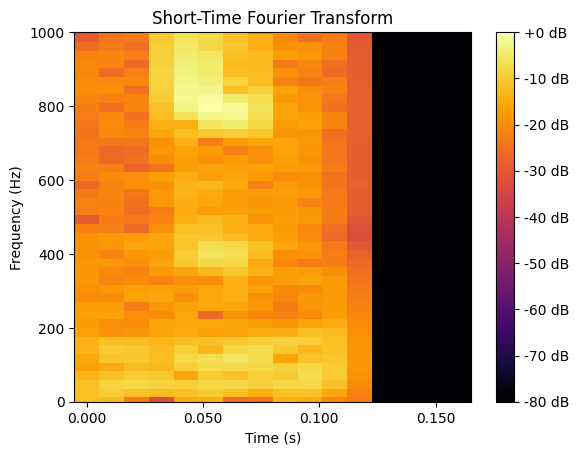 Short-Time Fourier Transform
1000
800
600
400
200
0
Frequency (Hz)
0.000
0.050
0.100
0.150
Time (s)
+0 dB
-10 dB
-20 dB
-30 dB
-40 dB
-50 dB
-60 dB
-70 dB
-80 dB